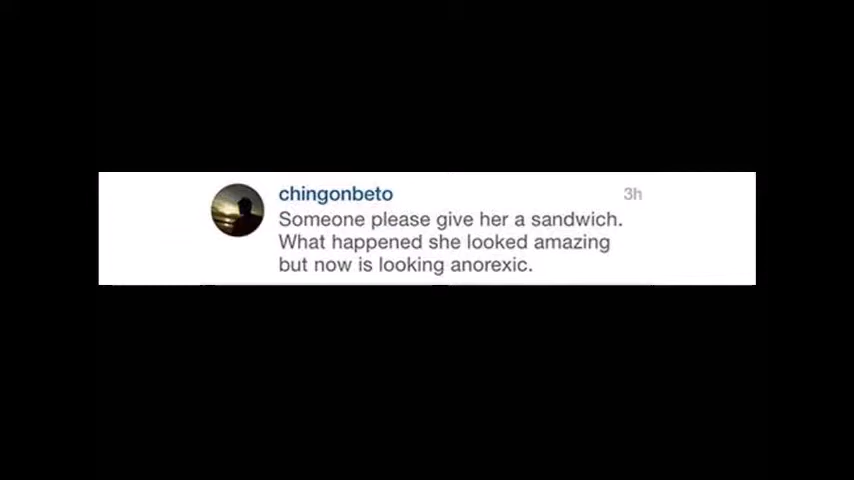 chingonbeto 3h
Someone please give her a sandwich.
What happened she looked amazing
but now is looking anorexic.